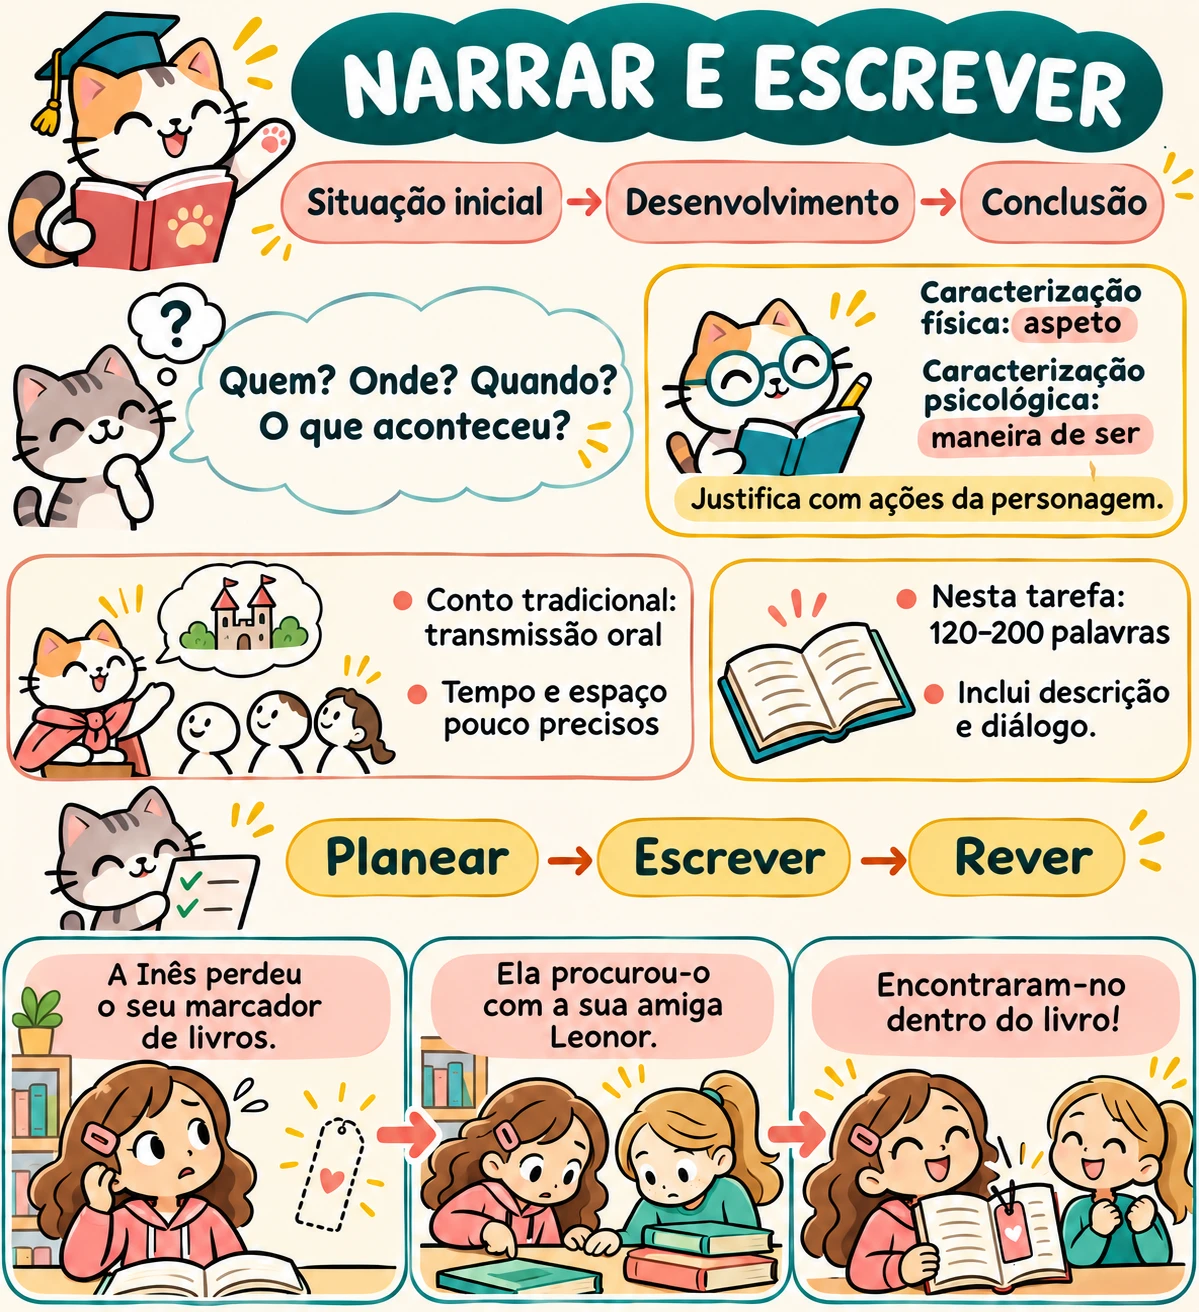 NARRAR E ESCREVER
Situação inicial → Desenvolvimento → Conclusão
?
Quem? Onde? Quando?
O que aconteceu?
Caracterização
física: aspeto
Caracterização
psicológica:
maneira de ser
Justifica com ações da personagem.
Conto tradicional:
transmissão oral
Tempo e espaço
pouco precisos
Nesta tarefa:
120–200 palavras
Inclui descrição
e diálogo.
Planear → Escrever → Rever
A Inês perdeu
o seu marcador
de livros.
Ela procurou-o
com a sua amiga
Leonor.
Encontraram-no
dentro do livro!